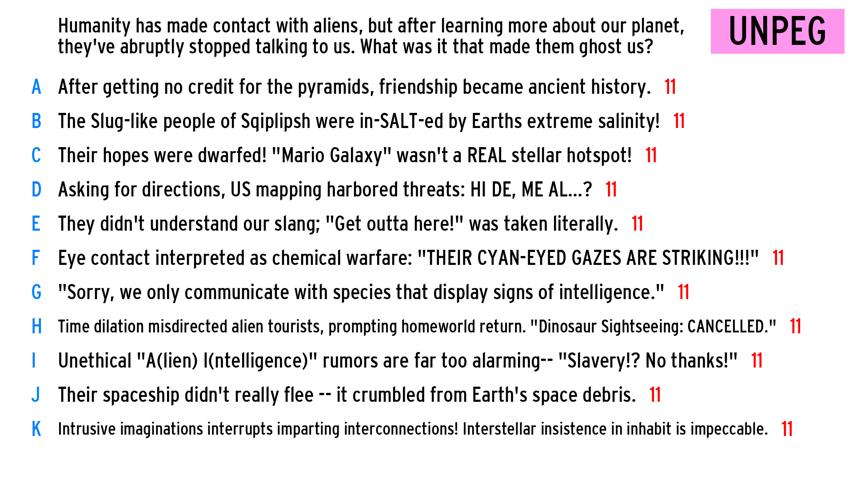 Humanity has made contact with aliens, but after learning more about our planet,
they've abruptly stopped talking to us. What was it that made them ghost us?
UNPEG
A After getting no credit for the pyramids, friendship became ancient history. 11
B The Slug-like people of Sqiplipsh were in-SALT-ed by Earths extreme salinity! 11
C Their hopes were dwarfed! "Mario Galaxy" wasn't a REAL stellar hotspot! 11
D Asking for directions, US mapping harbored threats: HI DE, ME AL...? 11
E They didn't understand our slang; "Get outta here!" was taken literally. 11
F Eye contact interpreted as chemical warfare: "THEIR CYAN-EYED GAZES ARE STRIKING!!!" 11
G "Sorry, we only communicate with species that display signs of intelligence." 11
H Time dilation misdirected alien tourists, prompting homeworld return. "Dinosaur Sightseeing: CANCELLED." 11
I Unethical "A(lien) I(ntelligence)" rumors are far too alarming-- "Slavery!? No thanks!" 11
J Their spaceship didn't really flee -- it crumbled from Earth's space debris. 11
K Intrusive imaginations interrupts imparting interconnections! Interstellar insistence in inhabit is impeccable. 11